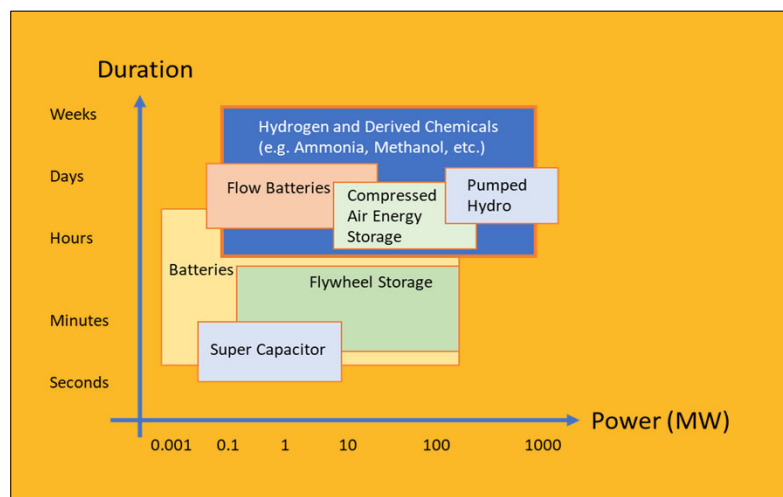 Duration
Weeks
Hydrogen and Derived Chemicals
(e.g. Ammonia, Methanol, etc.)
Days
Flow Batteries
Compressed
Air Energy
Storage
Pumped
Hydro
Hours
Batteries
Flywheel Storage
Minutes
Super Capacitor
Seconds
Power (MW)
0.001 0.1 1 10 100 1000